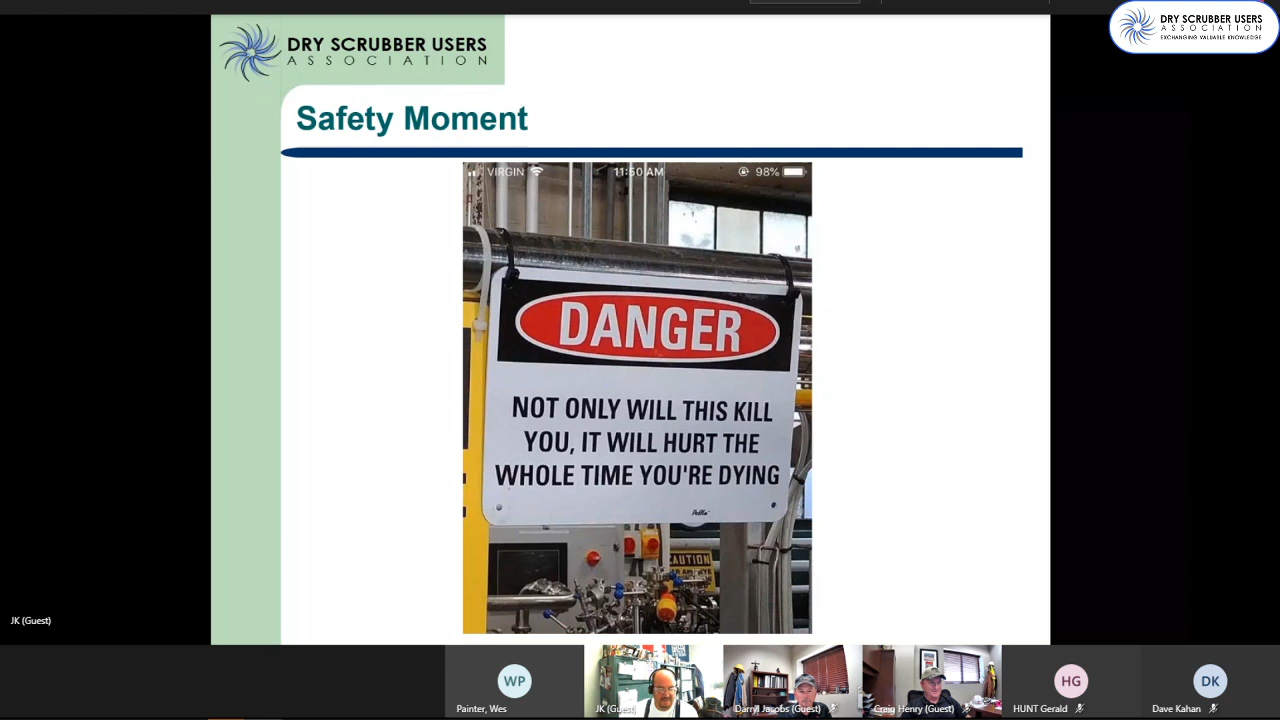 DRY SCRUBBER USERS
ASSOCIATION
DRY SCRUBBER USERS
ASSOCIATION
EXCHANGING VALUABLE KNOWLEDGE
Safety Moment
VIRGIN
11:50 AM
98%
DANGER
NOT ONLY WILL THIS KILL
YOU, IT WILL HURT THE
WHOLE TIME YOU'RE DYING
CAUTION
JK (Guest)
WP
Painter, Wes
JK (Guest)
Darryl Jacobs (Guest)
Craig Henry (Guest)
HG
HUNT Gerald
DK
Dave Kahan